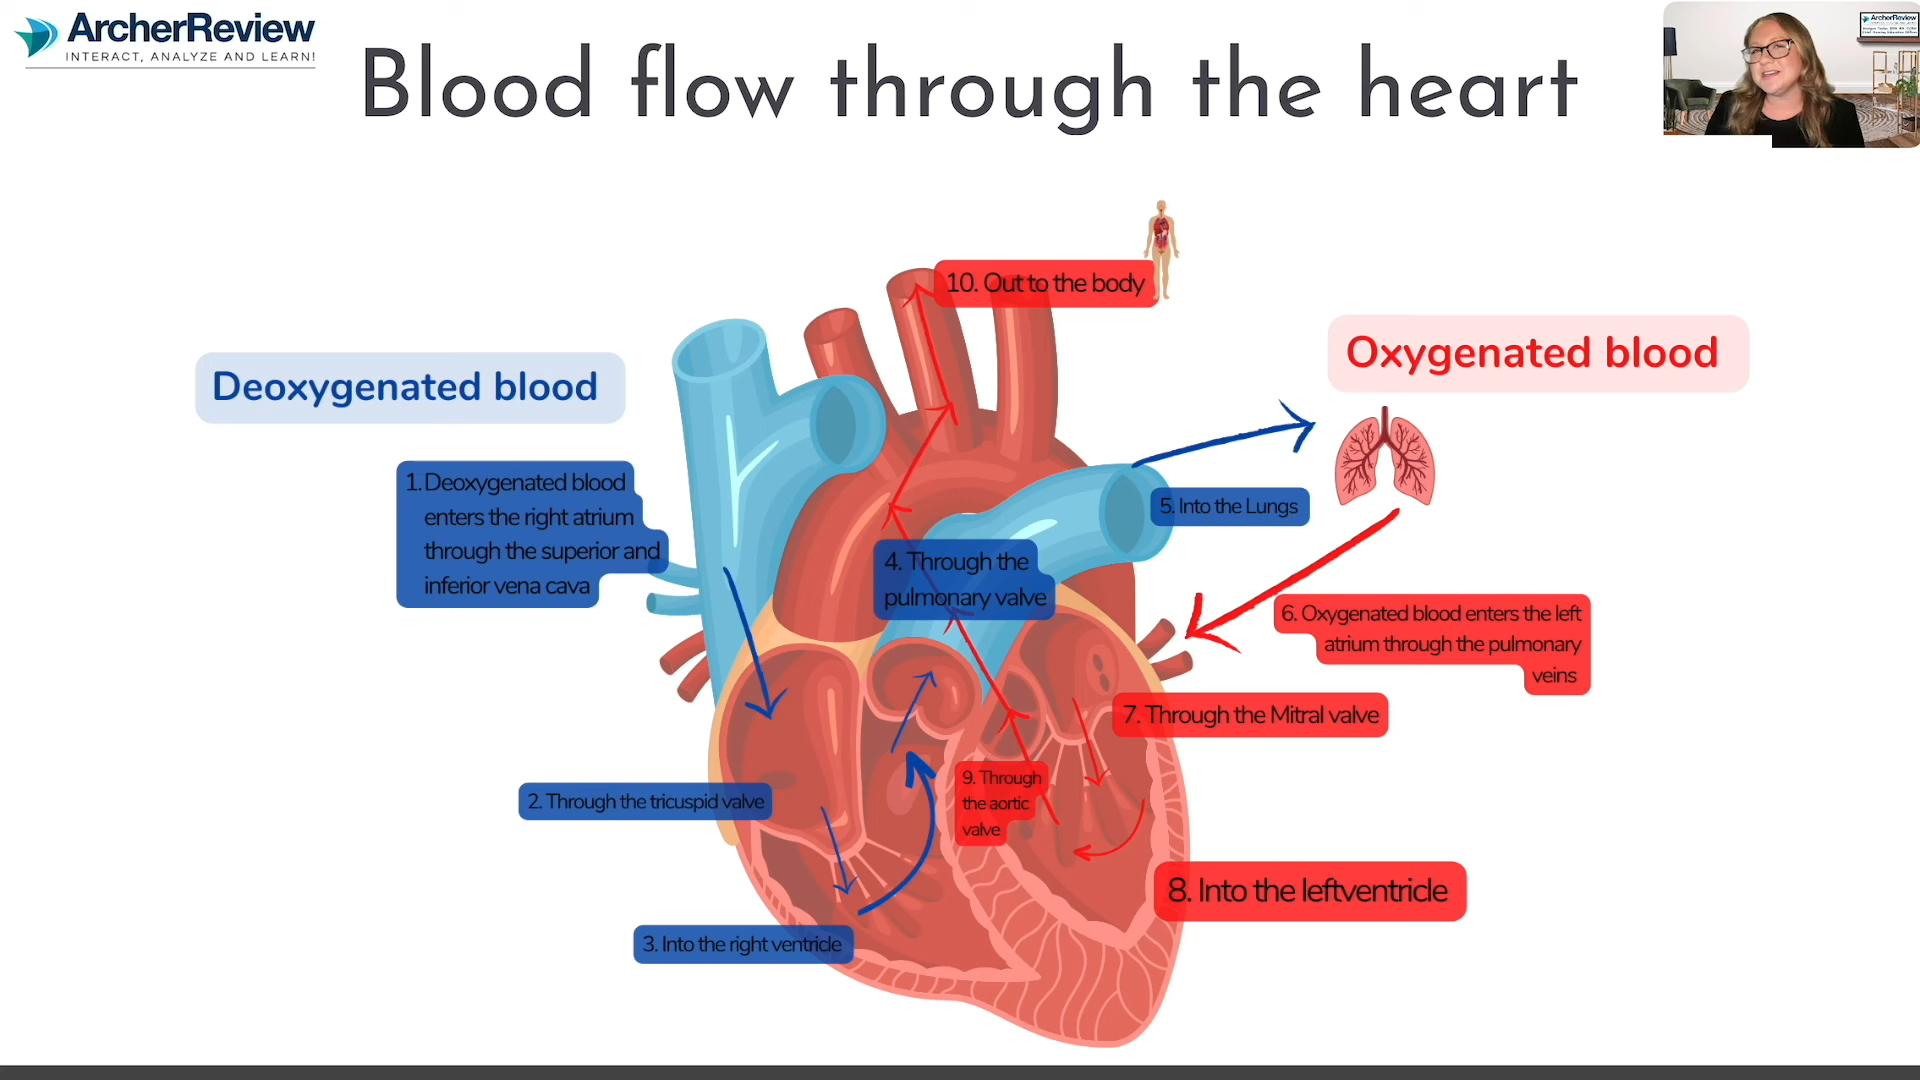 ArcherReview
INTERACT, ANALYZE AND LEARN!
Blood flow through the heart
ArcherReview
10. Out to the body
Deoxygenated blood
Oxygenated blood
1. Deoxygenated blood
enters the right atrium
through the superior and
inferior vena cava
5. Into the Lungs
4. Through the
pulmonary valve
6. Oxygenated blood enters the left
atrium through the pulmonary
veins
7. Through the Mitral valve
2. Through the tricuspid valve
9. Through
the aortic
valve
8. Into the leftventricle
3. Into the right ventricle